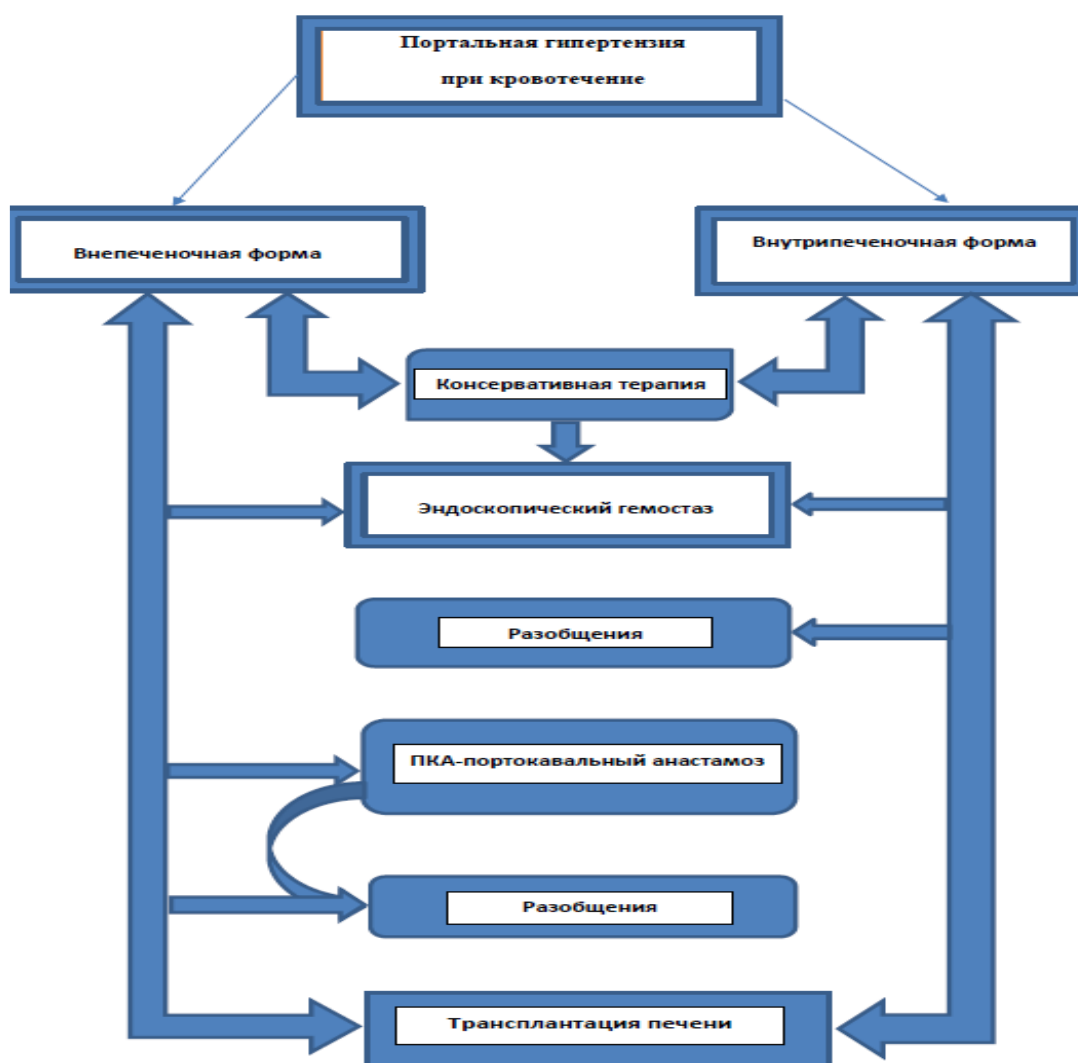 Портальная гипертензия
при кровотечение
Внепеченочная форма
Внутрипеченочная форма
Консервативная терапия
Эндоскопический гемостаз
Разобщения
ПКА-портокавальный анастамоз
Разобщения
Трансплантация печени